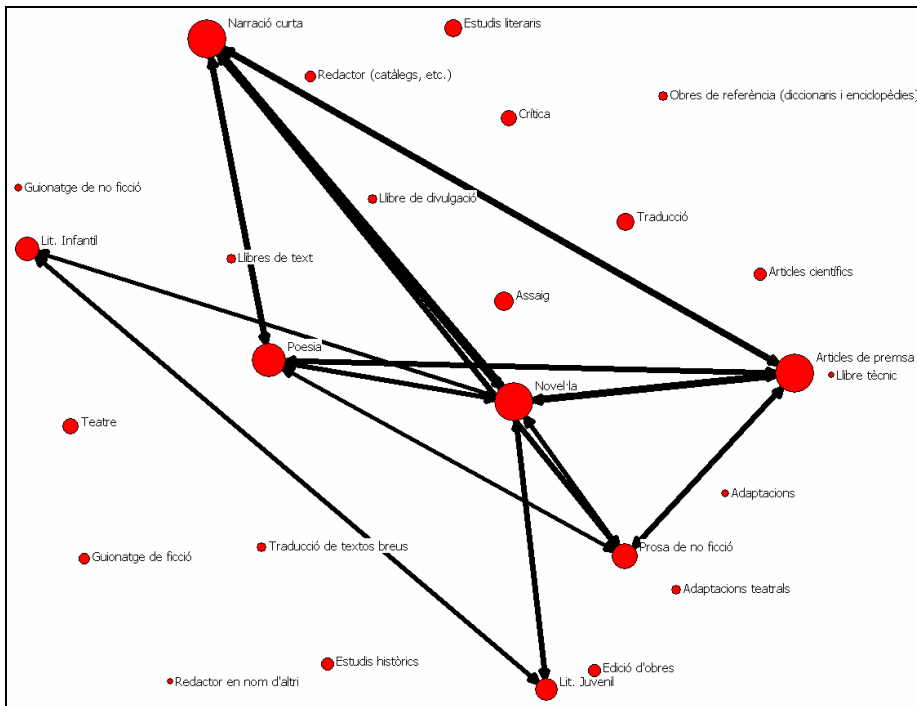 Narració curta
Estudis literaris
Redactor (catàlegs, etc.)
Obres de referència (diccionaris i enciclopèdies)
Crítica
Guionatge de no ficció
Llibre de divulgació
Traducció
Lit. Infantil
Llibres de text
Articles científics
Assaig
Poesia
Articles de premsa
Llibre tècnic
Novel·la
Teatre
Adaptacions
Traducció de textos breus
Prosa de no ficció
Guionatge de ficció
Adaptacions teatrals
Estudis històrics
Edició d'obres
Redactor en nom d'altri
Lit. Juvenil